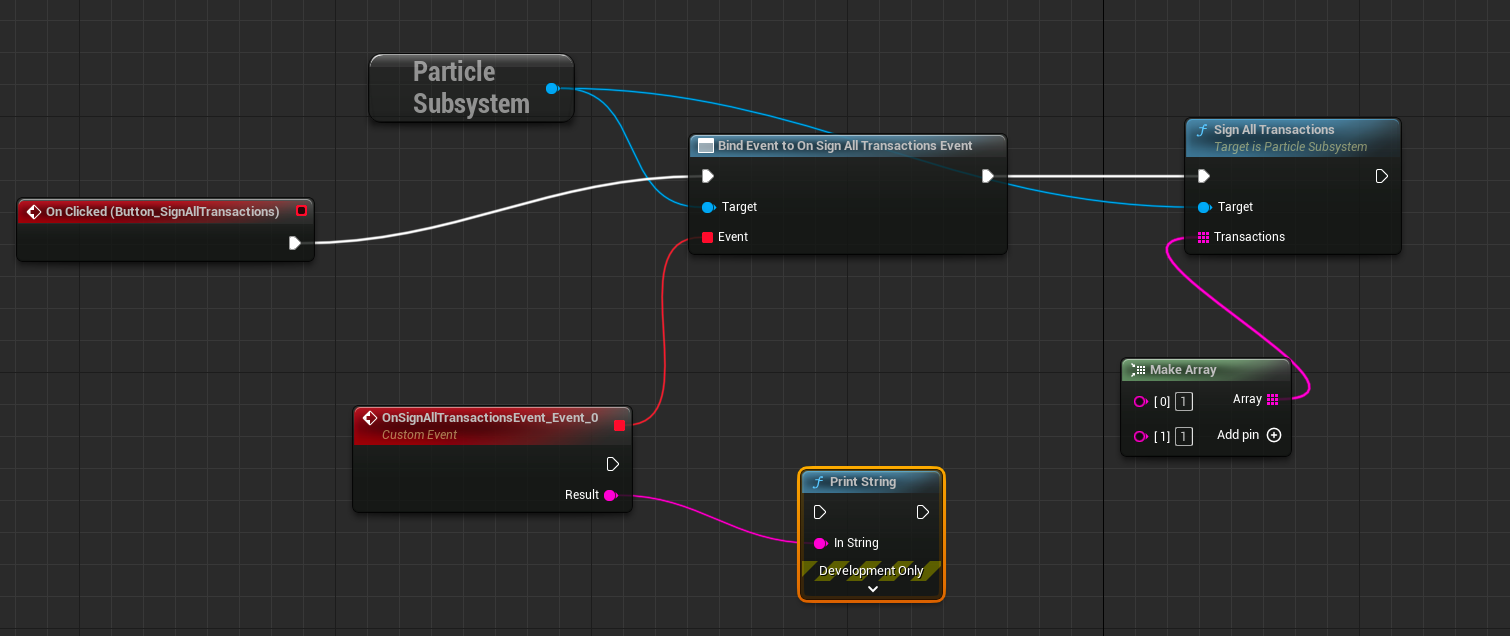 Particle
Subsystem
On Clicked (Button_SignAllTransactions)
Bind Event to On Sign All Transactions Event
Target
Event
Sign All Transactions
Target is Particle Subsystem
Target
Transactions
Make Array
[0] 1
Array
[1] 1
Add pin
OnSignAllTransactionsEvent_Event_0
Custom Event
Result
Print String
In String
Development Only